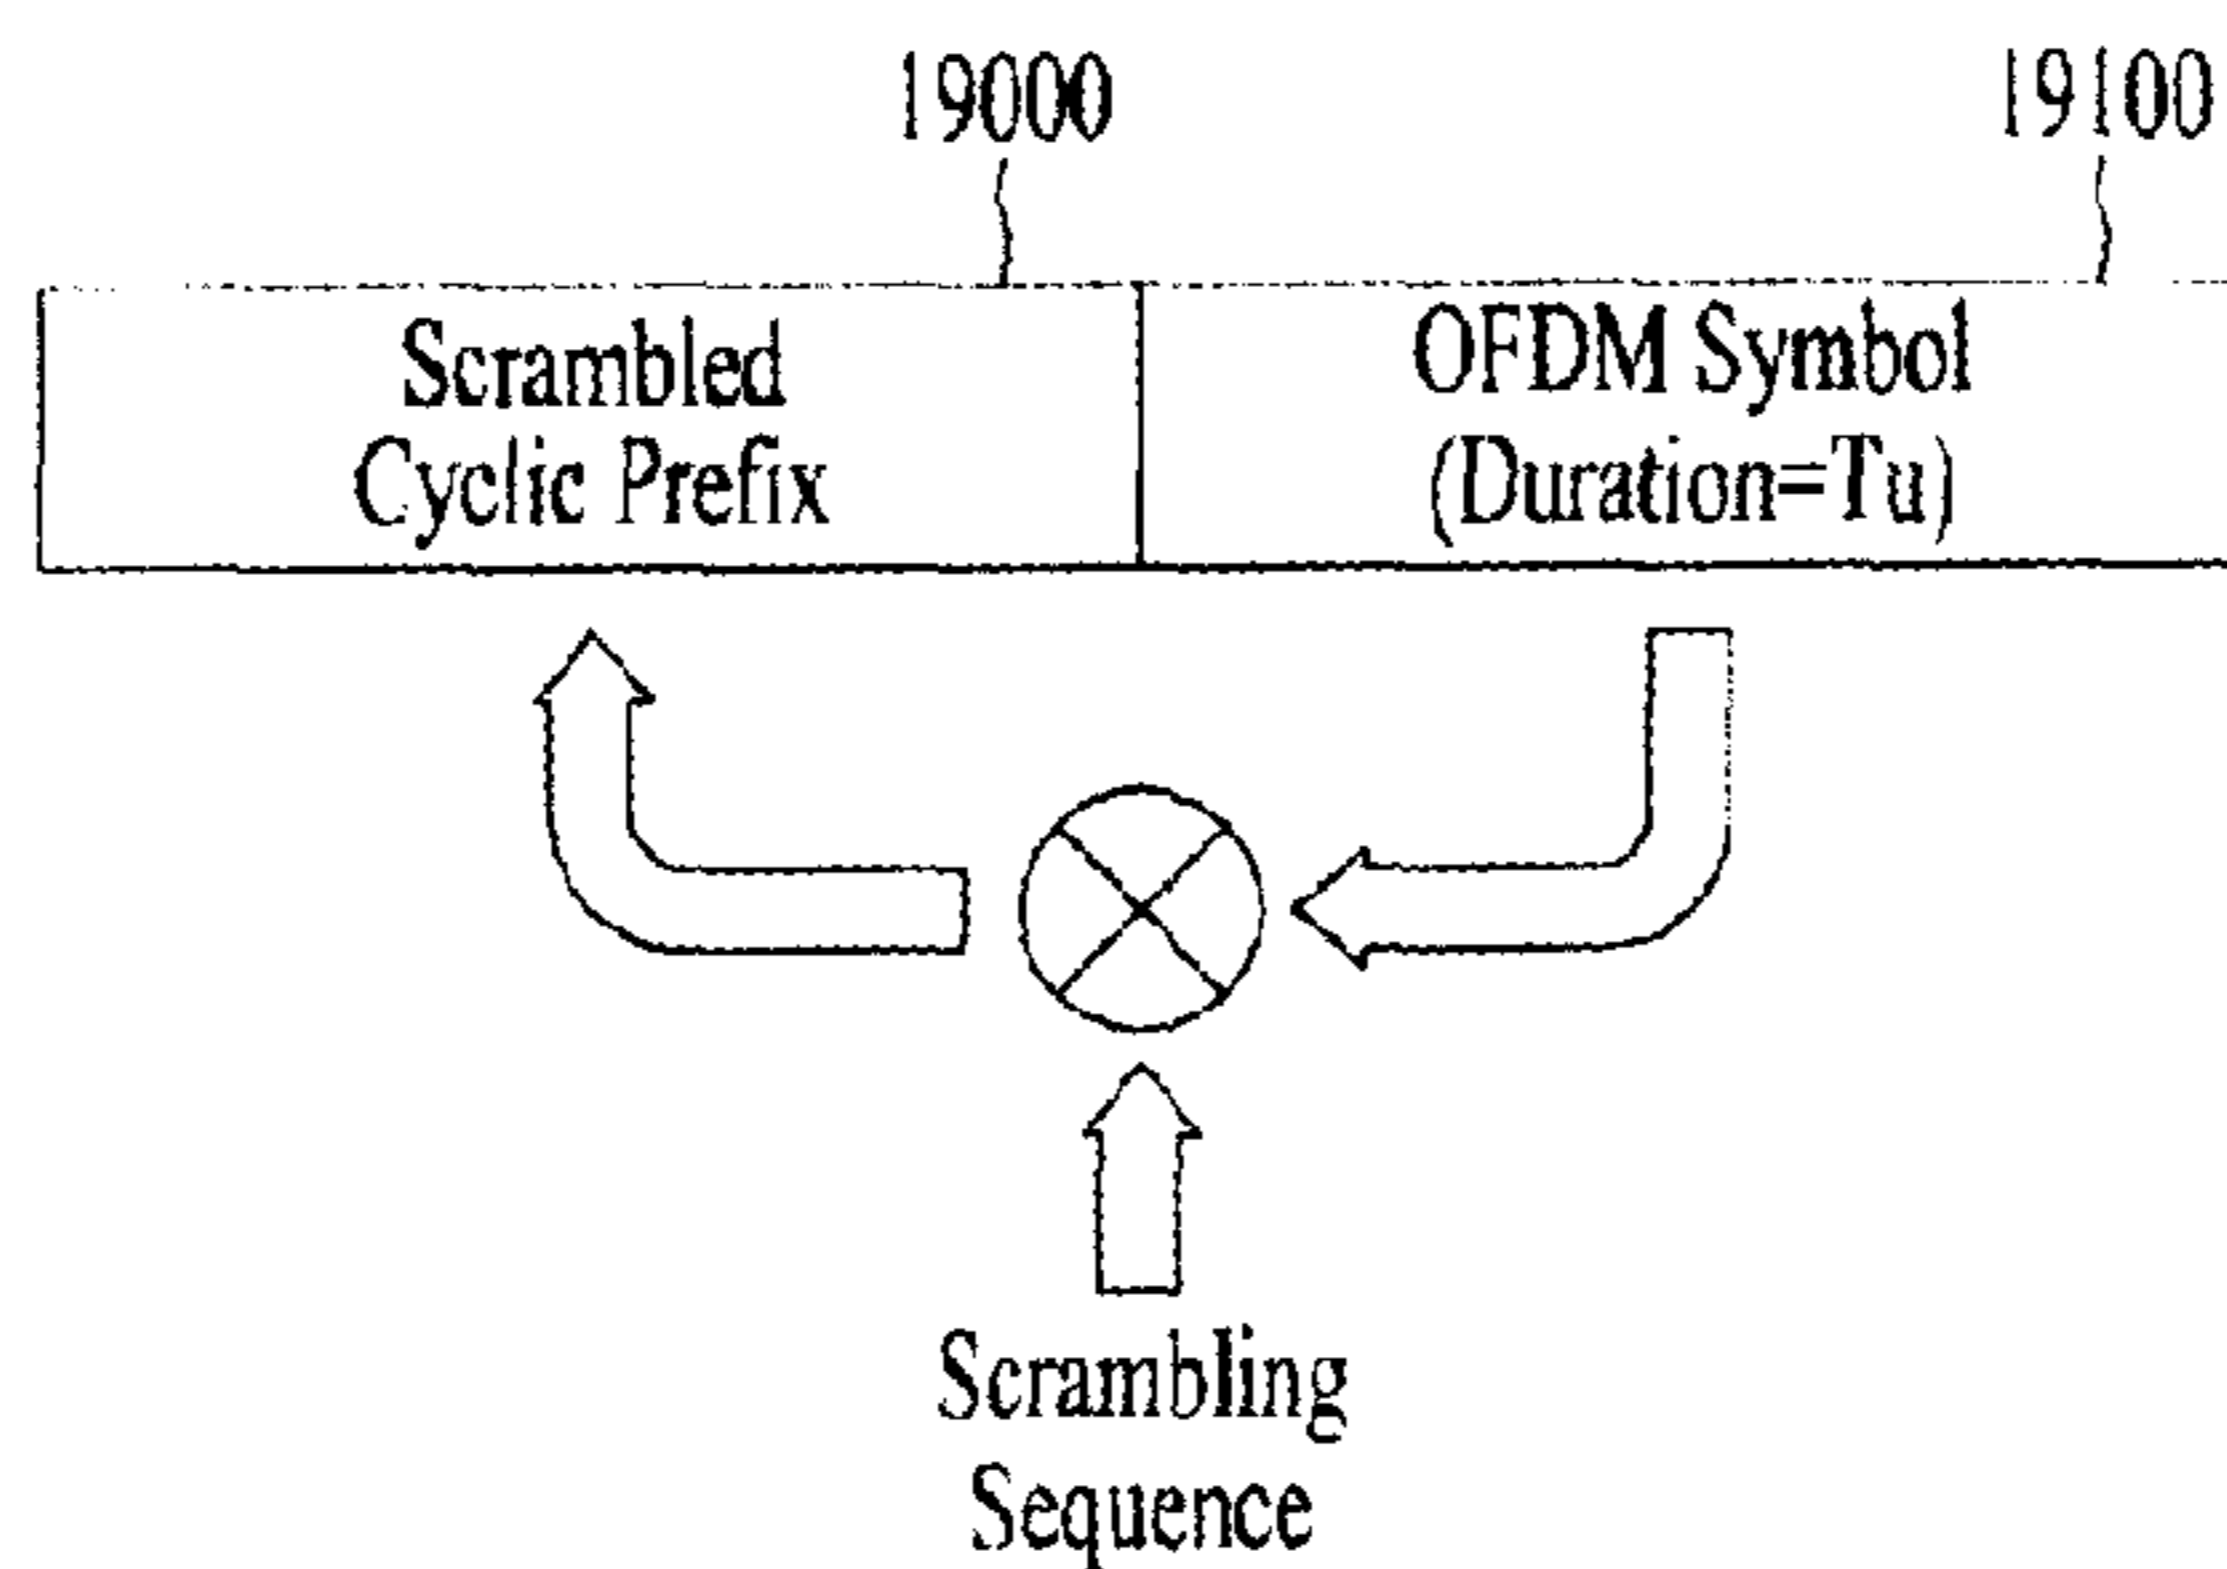 19000
19100
Scrambled
Cyclic Prefix
OFDM Symbol
(Duration=Tu)
Scrambling
Sequence